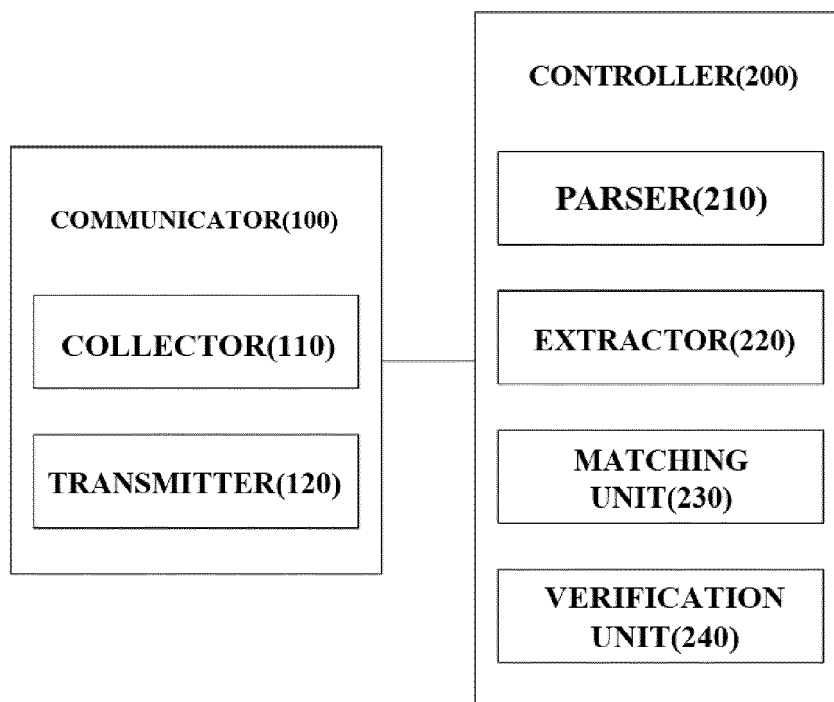 COMMUNICATOR(100)
COLLECTOR(110)
TRANSMITTER(120)
CONTROLLER(200)
PARSER(210)
EXTRACTOR(220)
MATCHING
UNIT(230)
VERIFICATION
UNIT(240)